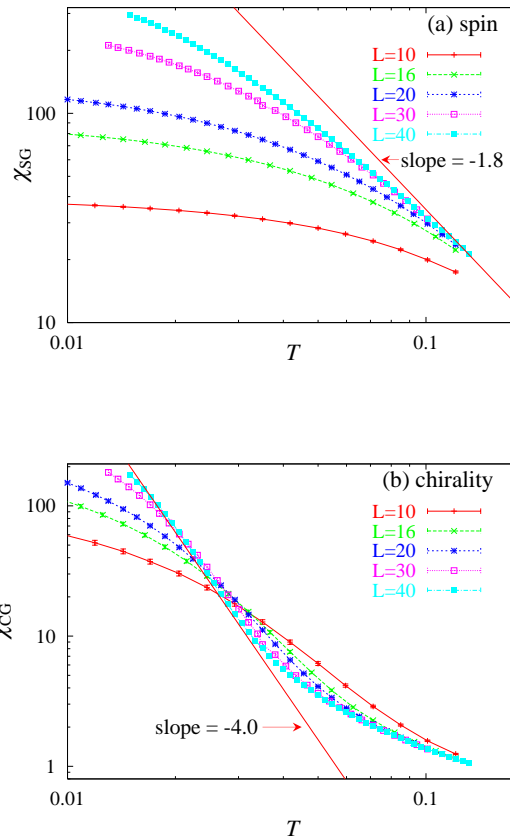 (a) spin
L=10
L=16
L=20
L=30
L=40
slope = -1.8
100
10
χSG
0.01
0.1
T
(b) chirality
L=10
L=16
L=20
L=30
L=40
slope = -4.0
100
10
1
χCG
0.01
0.1
T